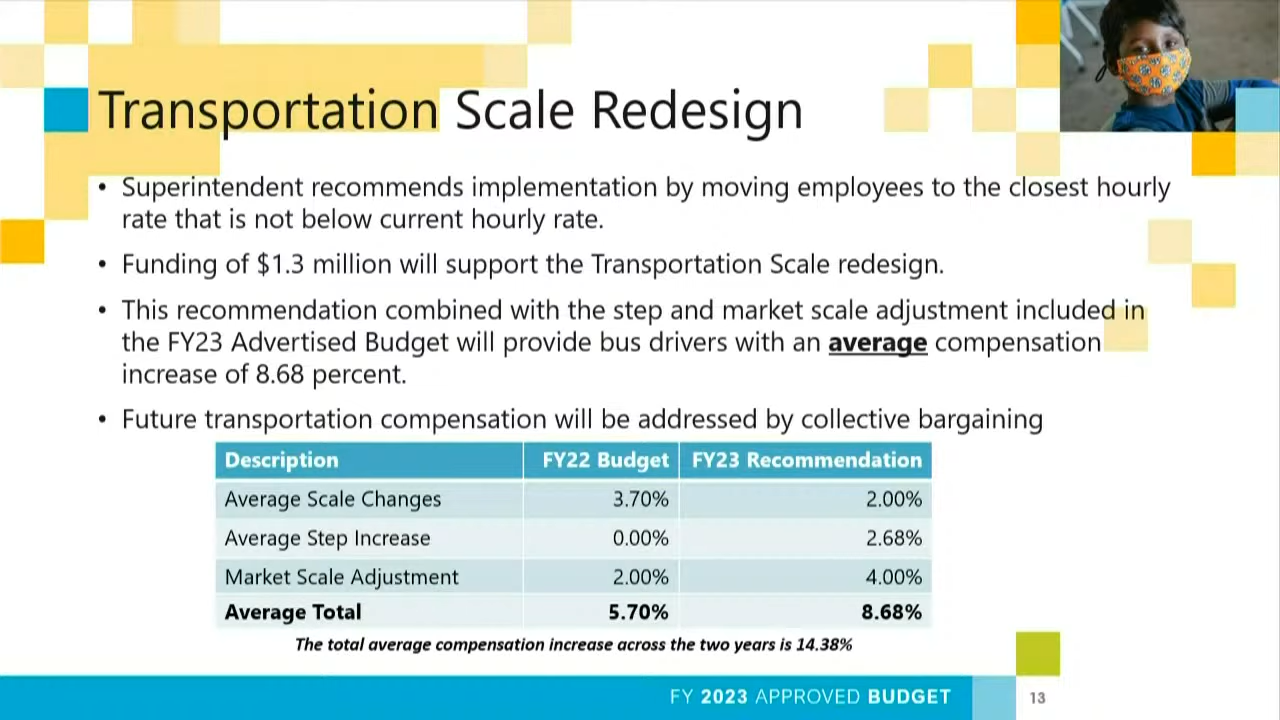 Transportation Scale Redesign
• Superintendent recommends implementation by moving employees to the closest hourly
rate that is not below current hourly rate.
• Funding of $1.3 million will support the Transportation Scale redesign.
• This recommendation combined with the step and market scale adjustment included in
the FY23 Advertised Budget will provide bus drivers with an average compensation
increase of 8.68 percent.
• Future transportation compensation will be addressed by collective bargaining
Description FY22 Budget FY23 Recommendation
Average Scale Changes 3.70% 2.00%
Average Step Increase 0.00% 2.68%
Market Scale Adjustment 2.00% 4.00%
Average Total 5.70% 8.68%
The total average compensation increase across the two years is 14.38%
FY 2023 APPROVED BUDGET 13